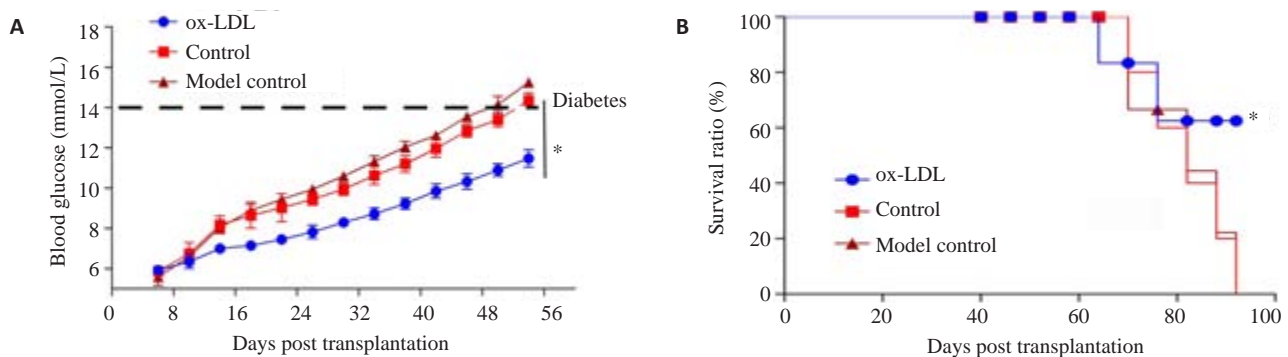 A
ox-LDL
Control
Model control
Blood glucose (mmol/L)
16
14
12
10
8
6
Diabetes
*
0 8 16 24 32 40 48 56
Days post transplantation
B
Survival ratio (%)
100
80
60
40
20
0
*
ox-LDL
Control
Model control
0 20 40 60 80 100
Days post transplantation